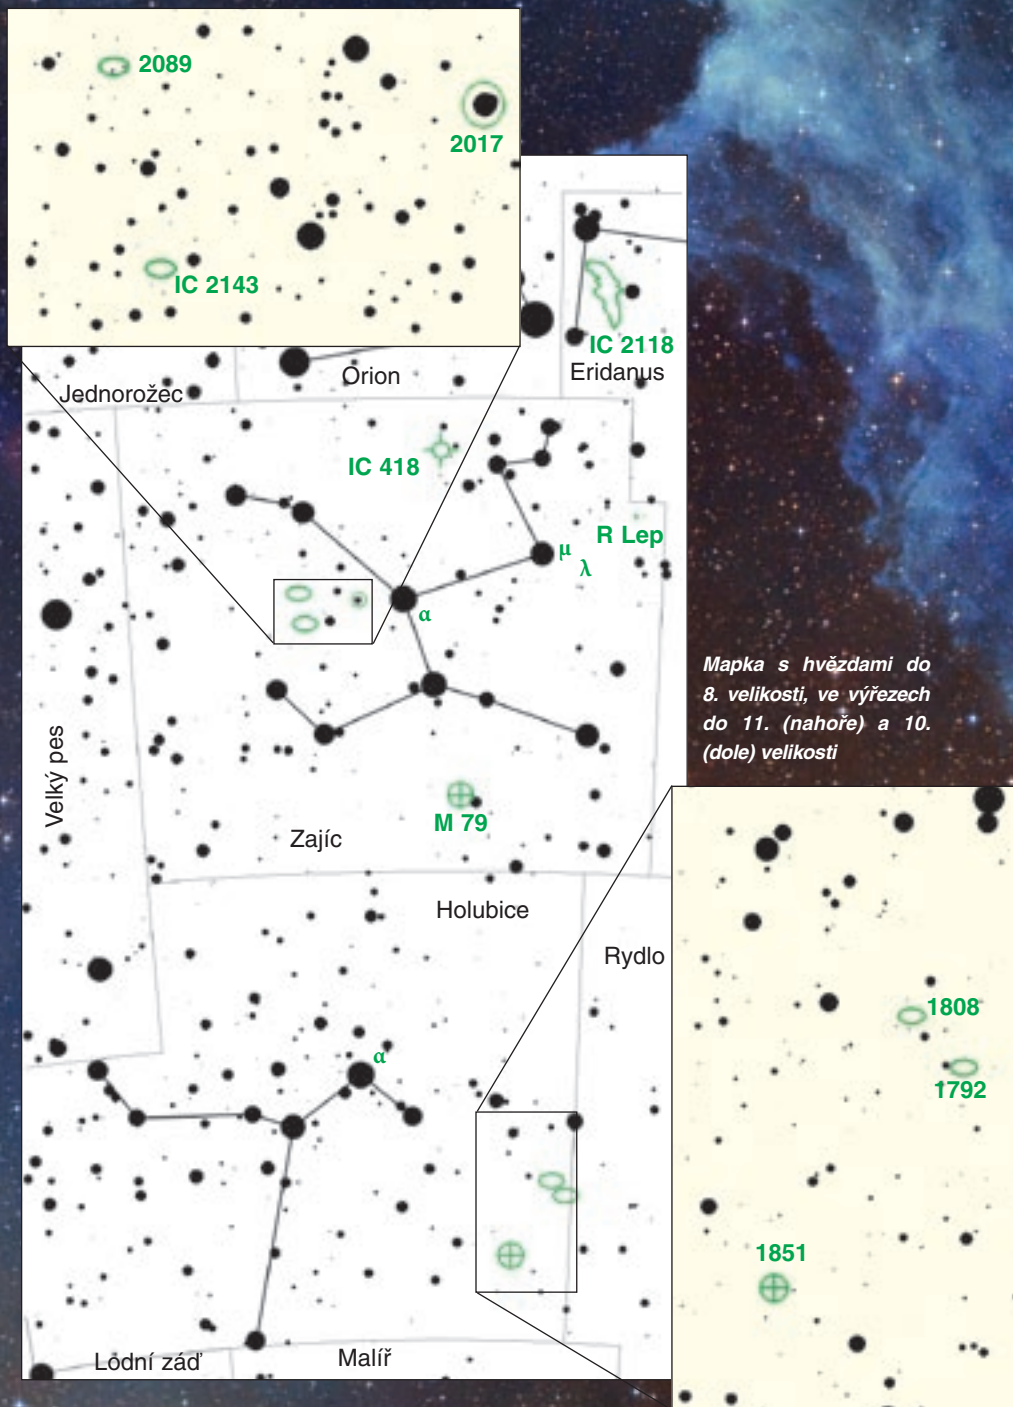 2089
2017
IC 2143
IC 2118
Eridanus
Orion
Jednorožec
IC 418
R Lep
μ
λ
α
Mapka s hvězdami do
8. velikosti, ve výřezech
do 11. (nahoře) a 10.
(dole) velikosti
Velký pes
M 79
Zajíc
Holubice
Rydlo
1808
1792
α
1851
Lodní záď
Malíř